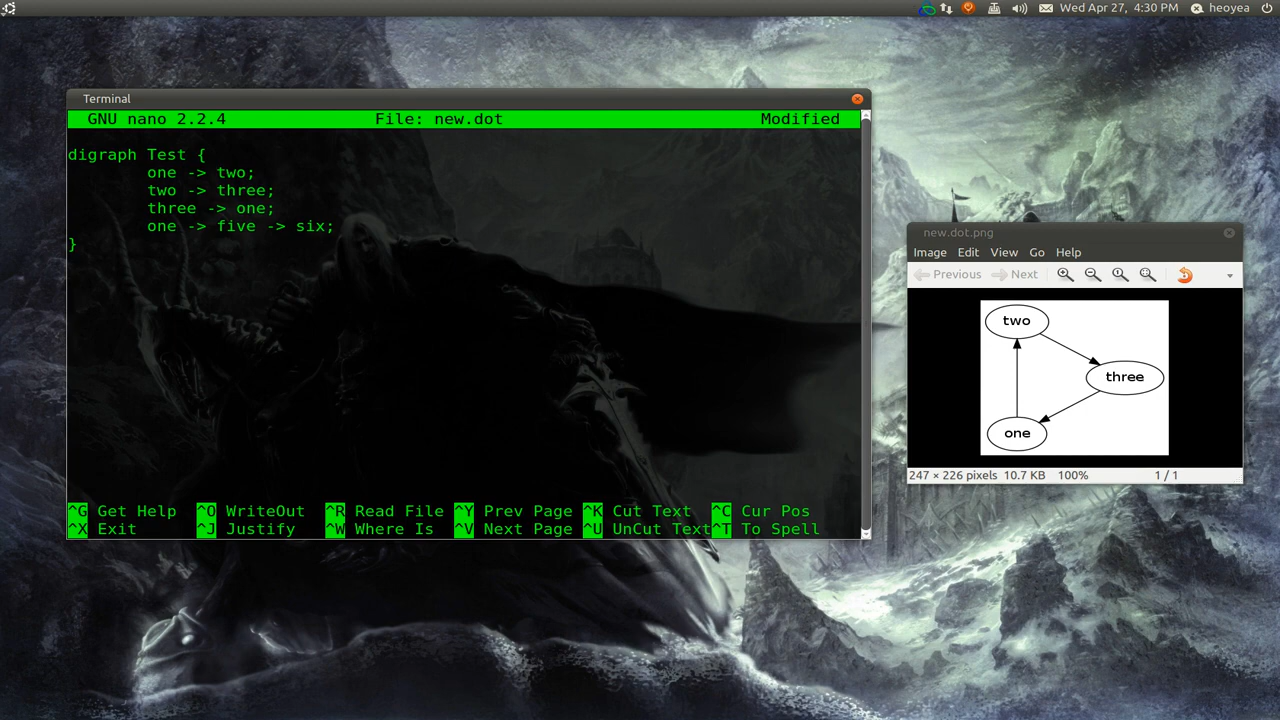 Wed Apr 27, 4:30 PM heoyea
Terminal
GNU nano 2.2.4 File: new.dot Modified
digraph Test {
one -> two;
two -> three;
three -> one;
one -> five -> six;
}
^G Get Help ^O WriteOut ^R Read File ^Y Prev Page ^K Cut Text ^C Cur Pos
^X Exit ^J Justify ^W Where Is ^V Next Page ^U UnCut Text ^T To Spell
new.dot.png
Image Edit View Go Help
Previous Next
two
three
one
247 × 226 pixels 10.7 KB 100% 1 / 1